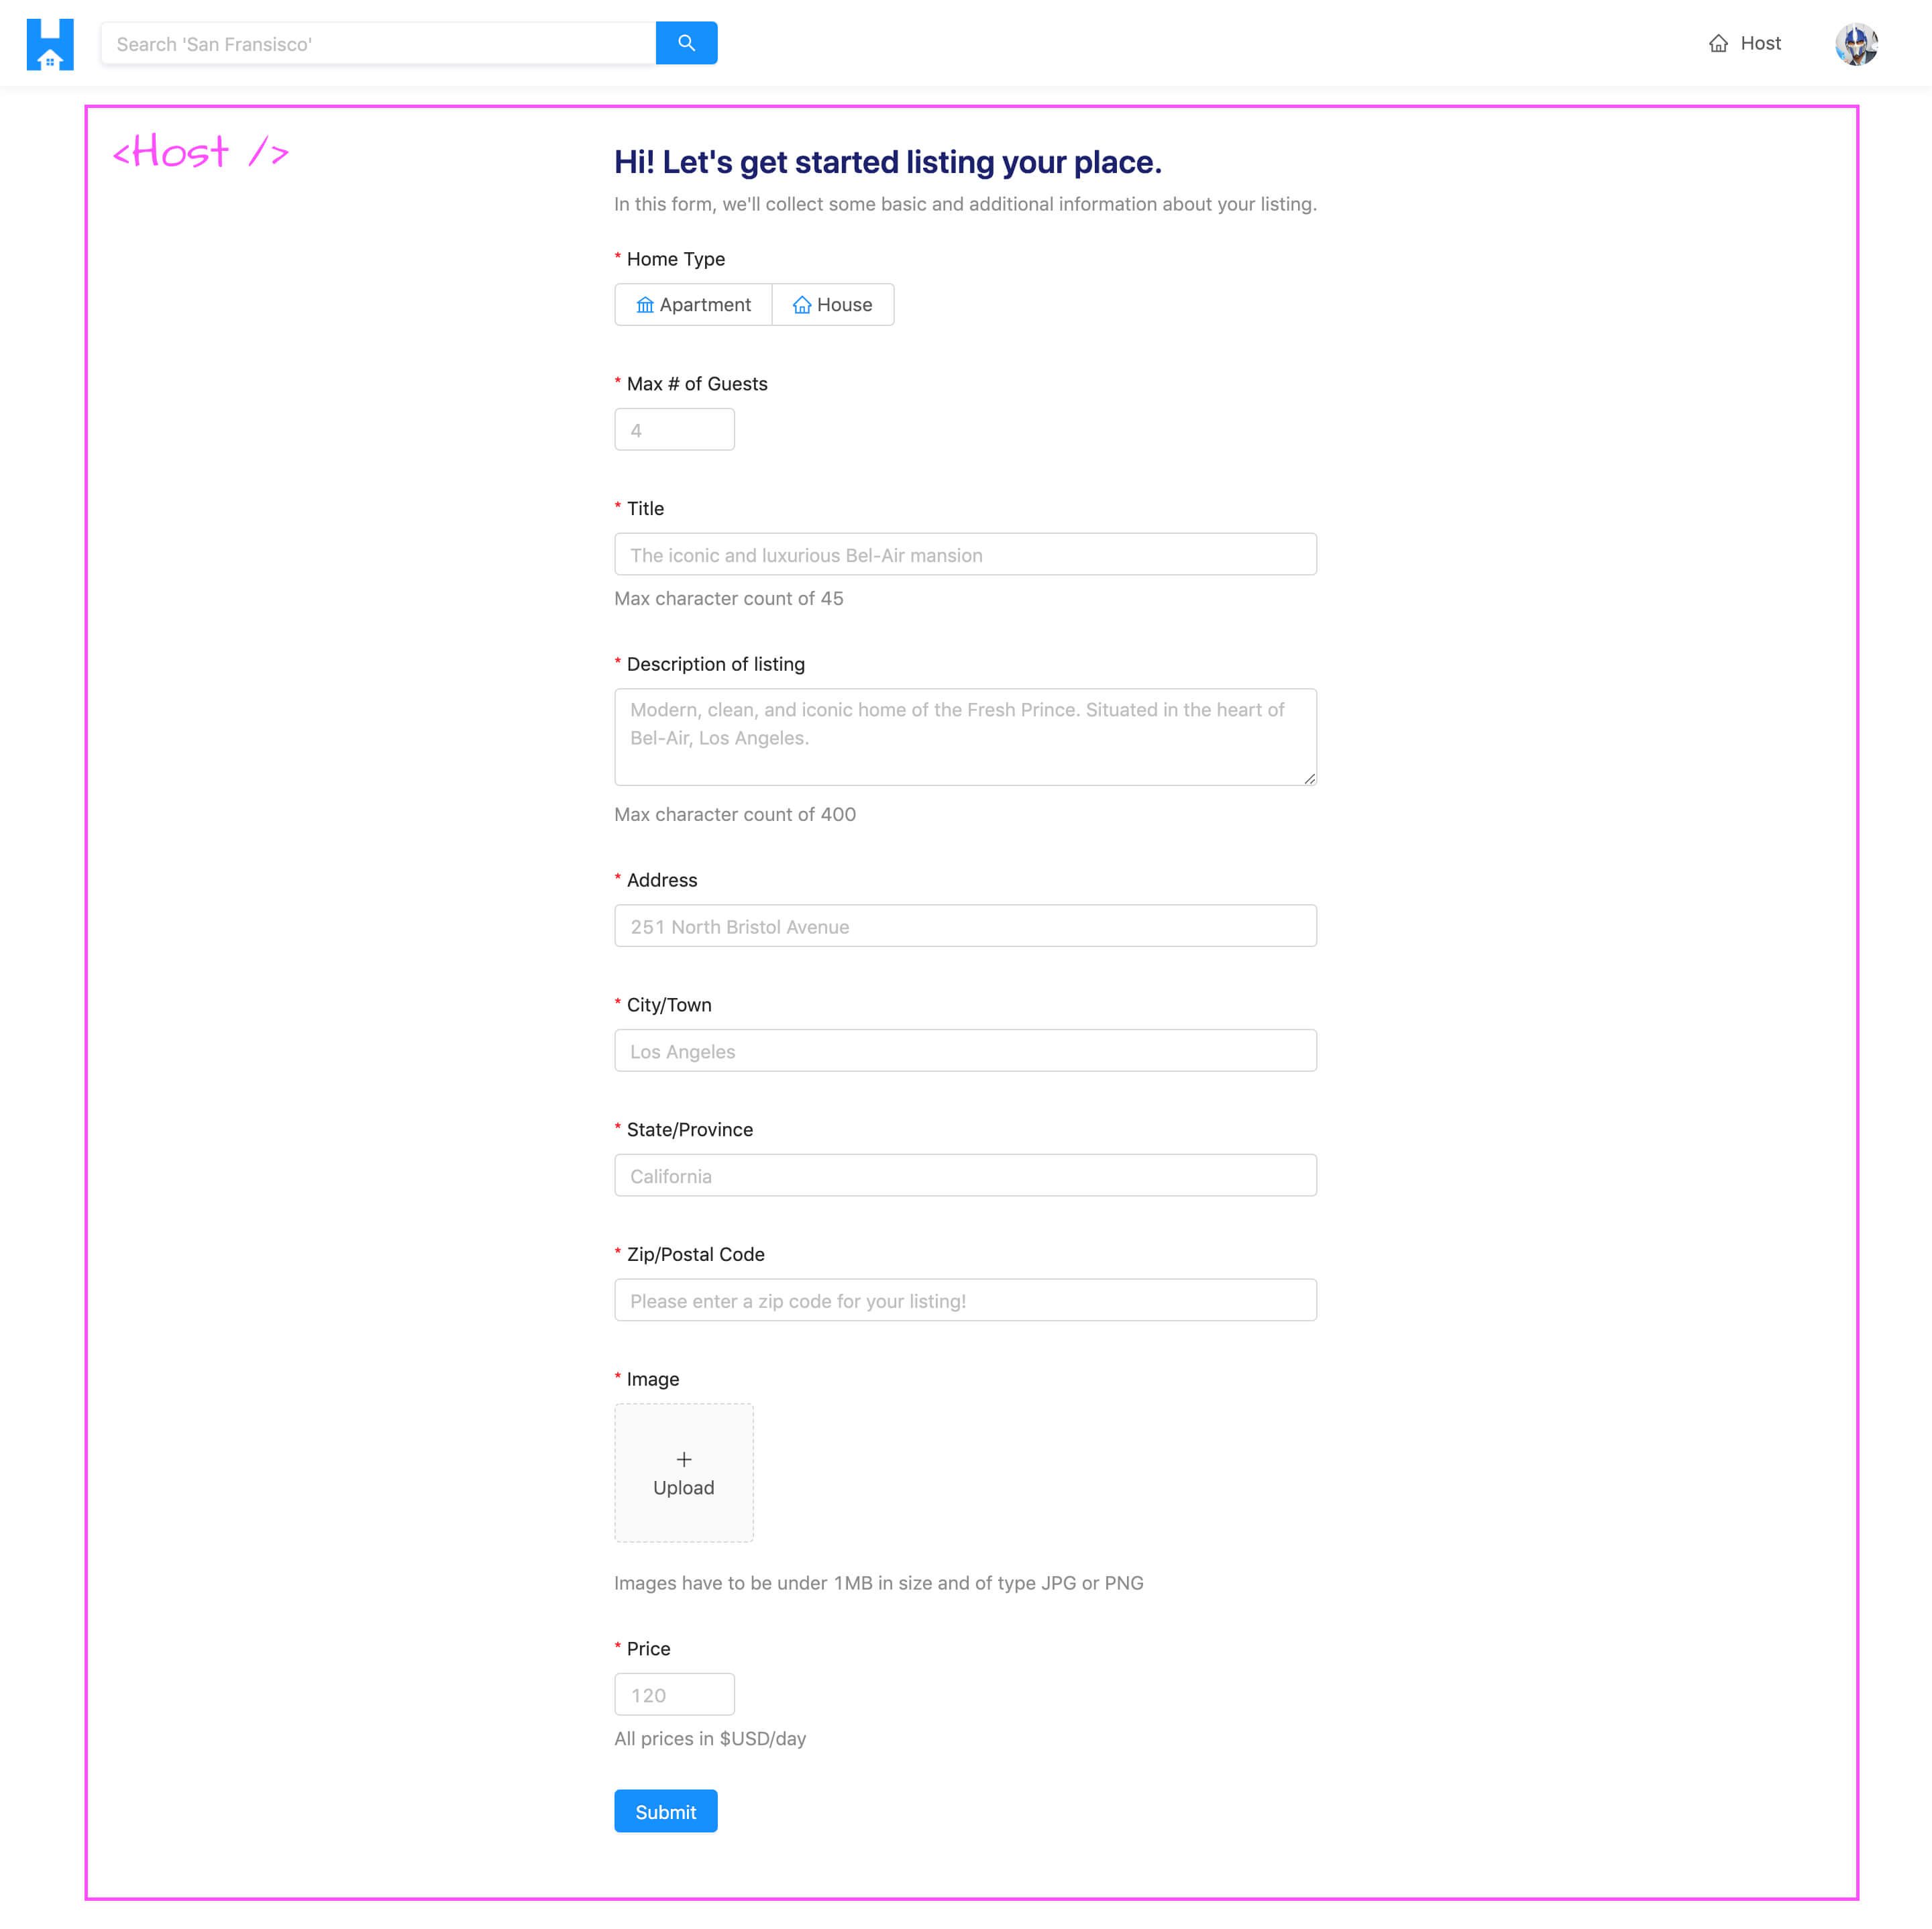 Search 'San Fransisco'
Host
<Host />
Hi! Let's get started listing your place.
In this form, we'll collect some basic and additional information about your listing.
* Home Type
Apartment
House
* Max # of Guests
4
* Title
The iconic and luxurious Bel-Air mansion
Max character count of 45
* Description of listing
Modern, clean, and iconic home of the Fresh Prince. Situated in the heart of
Bel-Air, Los Angeles.
Max character count of 400
* Address
251 North Bristol Avenue
* City/Town
Los Angeles
* State/Province
California
* Zip/Postal Code
Please enter a zip code for your listing!
* Image
+
Upload
Images have to be under 1MB in size and of type JPG or PNG
* Price
120
All prices in $USD/day
Submit